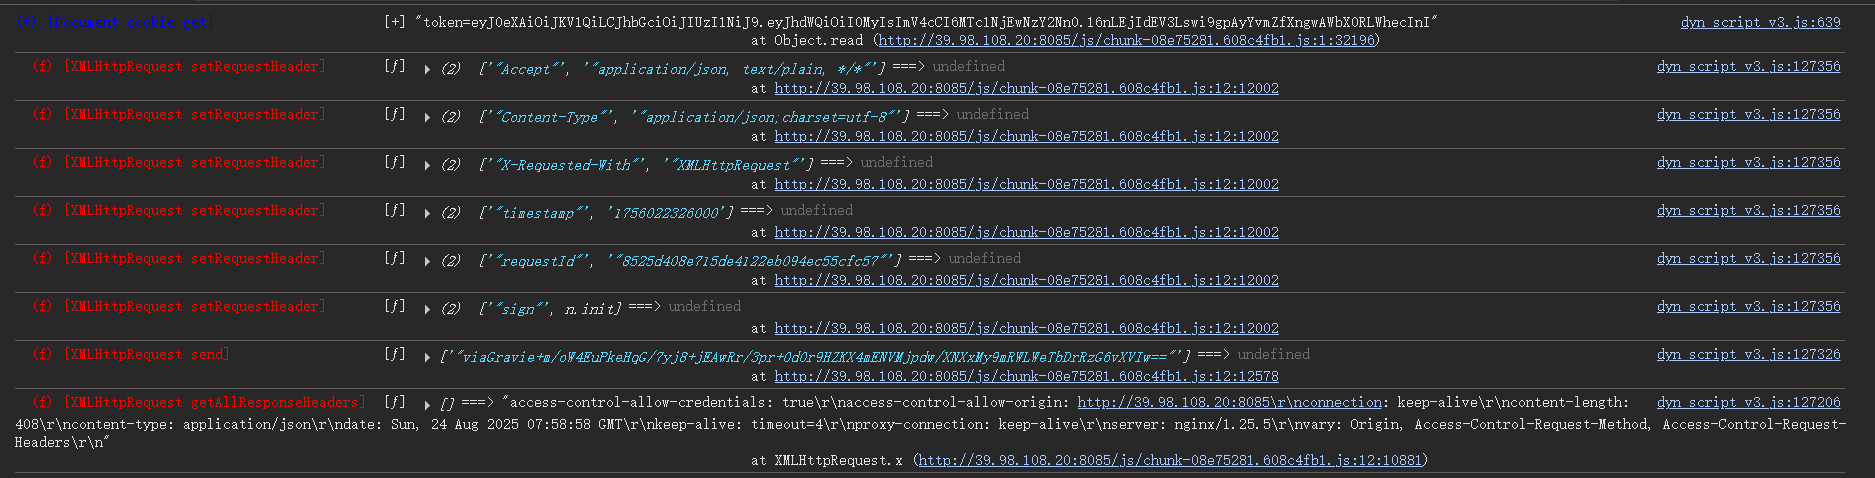 (+) [Document cookie get] [+] "token=eyJ0eXAiOiJKV1QiLCJhbGciOiJIUzI1NiJ9.eyJhdWQiOiI0MyIsImV4cCI6MTc1NjEwNzY2Nn0.16nLEjIdEV3Lswi9gpAyYvmZfXngwAWbX0RLWhecInI" dyn_script_v3.js:639
at Object.read (http://39.98.108.20:8085/js/chunk-08e75281.608c4fb1.js:1:32196)
(f) [XMLHttpRequest setRequestHeader] [ƒ] ▶ (2) ['"Accept"', '"application/json, text/plain, */*"'] ===> undefined dyn_script_v3.js:127356
at http://39.98.108.20:8085/js/chunk-08e75281.608c4fb1.js:12:12002
(f) [XMLHttpRequest setRequestHeader] [ƒ] ▶ (2) ['"Content-Type"', '"application/json;charset=utf-8"'] ===> undefined dyn_script_v3.js:127356
at http://39.98.108.20:8085/js/chunk-08e75281.608c4fb1.js:12:12002
(f) [XMLHttpRequest setRequestHeader] [ƒ] ▶ (2) ['"X-Requested-With"', '"XMLHttpRequest"'] ===> undefined dyn_script_v3.js:127356
at http://39.98.108.20:8085/js/chunk-08e75281.608c4fb1.js:12:12002
(f) [XMLHttpRequest setRequestHeader] [ƒ] ▶ (2) ['"timestamp"', '1756022326000'] ===> undefined dyn_script_v3.js:127356
at http://39.98.108.20:8085/js/chunk-08e75281.608c4fb1.js:12:12002
(f) [XMLHttpRequest setRequestHeader] [ƒ] ▶ (2) ['"requestId"', '"8525d408e715de4122eb094ec55cfc57"'] ===> undefined dyn_script_v3.js:127356
at http://39.98.108.20:8085/js/chunk-08e75281.608c4fb1.js:12:12002
(f) [XMLHttpRequest setRequestHeader] [ƒ] ▶ (2) ['"sign"', n.init] ===> undefined dyn_script_v3.js:127356
at http://39.98.108.20:8085/js/chunk-08e75281.608c4fb1.js:12:12002
(f) [XMLHttpRequest send] [ƒ] ▶ ['"viaGravie+m/oW4EuPkeHqG/7yj8+jEAwRr/3pr+Od0r9HZKX4mENVMjpdw/XNXxMy9mRWLWeTbDrRzG6vXVIw=="'] ===> undefined dyn_script_v3.js:127326
at http://39.98.108.20:8085/js/chunk-08e75281.608c4fb1.js:12:12578
(f) [XMLHttpRequest getAllResponseHeaders] [ƒ] ▶ [] ===> "access-control-allow-credentials: true\r\naccess-control-allow-origin: http://39.98.108.20:8085\r\nconnection: keep-alive\r\ncontent-length: dyn_script_v3.js:127206
408\r\ncontent-type: application/json\r\ndate: Sun, 24 Aug 2025 07:58:58 GMT\r\nkeep-alive: timeout=4\r\nproxy-connection: keep-alive\r\nserver: nginx/1.25.5\r\nvary: Origin, Access-Control-Request-Method, Access-Control-Request-
Headers\r\n"
at XMLHttpRequest.x (http://39.98.108.20:8085/js/chunk-08e75281.608c4fb1.js:12:10881)